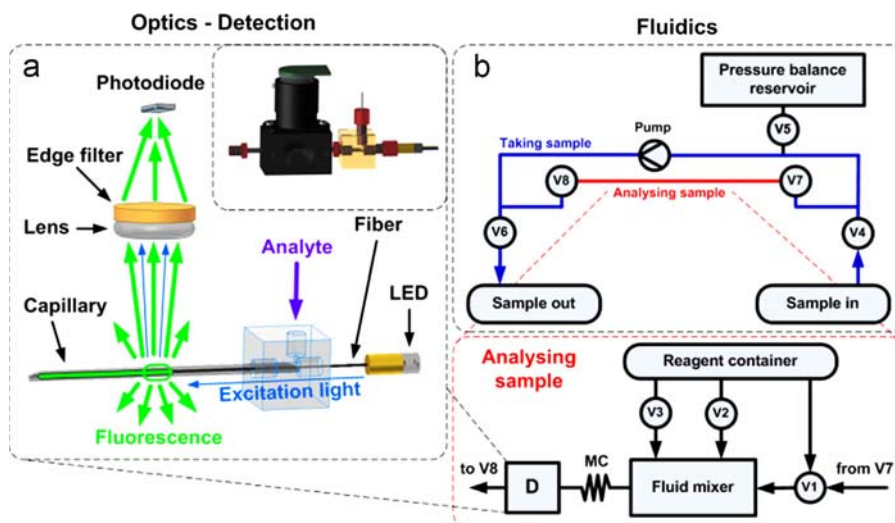 Optics - Detection
a
Photodiode
Edge filter
Lens
Fiber
Analyte
LED
Capillary
Excitation light
Fluorescence
Fluidics
b
Pressure balance
reservoir
V5
Pump
Taking sample
V8
V7
Analysing sample
V6
V4
Sample out
Sample in
Analysing
sample
Reagent container
V3
V2
to V8
MC
from V7
D
Fluid mixer
V1